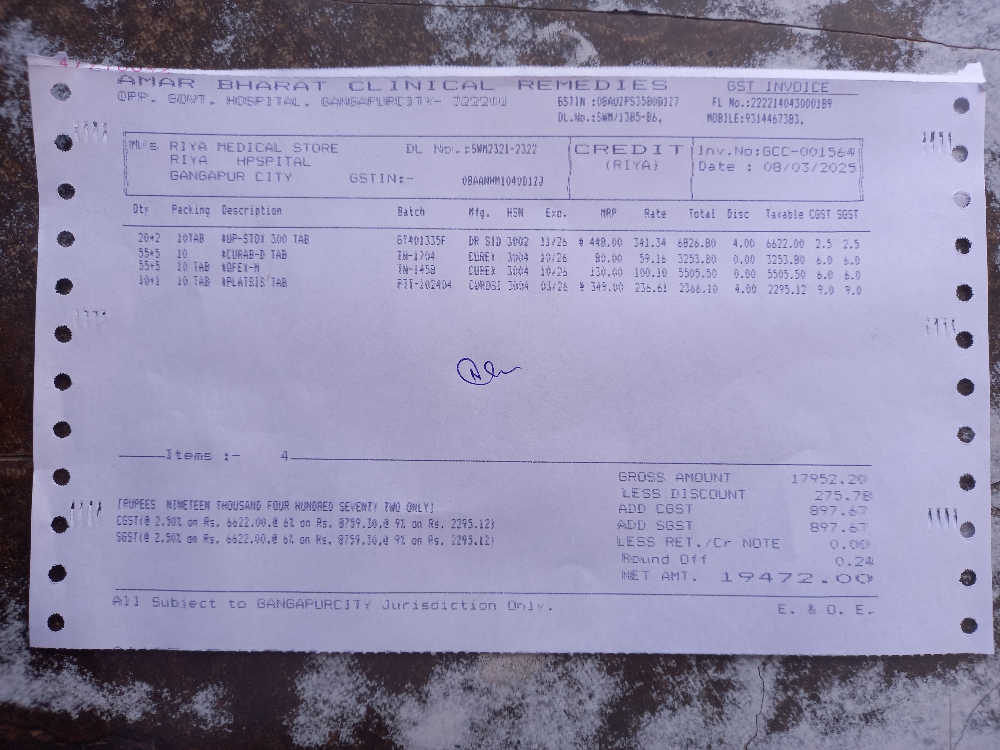 AMAR BHARAT CLINICAL REMEDIES
GST INVOICE
OPP. GOVT. HOSPITAL, GANGAPURCITY- 322201
GSTIN :08AUIPS3580D1Z7
FL No.:222214043000189
DL.No.:SWM/1385-86,
MOBILE:9314467383,
M/s RIYA MEDICAL STORE
RIYA HPSPITAL
GANGAPUR CITY
DL No.:SWM2321-2322
GSTIN:- 08AANHM1040D1ZJ
CREDIT
(RIYA)
Inv.No:GCC-001564
Date : 08/03/2025
Qty Packing Description Batch Mfg. HSN Exp. MRP Rate Total Disc Taxable CGST SGST
20+2 10TAB #UP-STOX 300 TAB GT401335F DR SID 3002 11/26 # 448.00 341.34 6826.80 4.00 6622.00 2.5 2.5
55+5 10 #CURAB-D TAB TN-1704 CUREX 3004 10/26 80.00 59.16 3253.80 0.00 3253.80 6.0 6.0
55+5 10 TAB #OFEX-M TN-1458 CUREX 3004 10/26 130.00 100.10 5505.50 0.00 5505.50 6.0 6.0
10+1 10 TAB #PLATSIS TAB PTI-102404 CURDSI 3004 03/26 # 349.00 236.61 2366.10 4.00 2295.12 9.0 9.0
Items :- 4
GROSS AMOUNT 17952.20
LESS DISCOUNT 275.78
ADD CGST 897.67
ADD SGST 897.67
LESS RET./Cr NOTE 0.00
Round Off 0.24
NET AMT. 19472.00
[RUPEES NINETEEN THOUSAND FOUR HUNDRED SEVENTY TWO ONLY]
CGST(@ 2.50% on Rs. 6622.00,@ 6% on Rs. 8759.30,@ 9% on Rs. 2295.12)
SGST(@ 2.50% on Rs. 6622.00,@ 6% on Rs. 8759.30,@ 9% on Rs. 2295.12)
All Subject to GANGAPURCITY Jurisdiction Only.
E. & O. E.